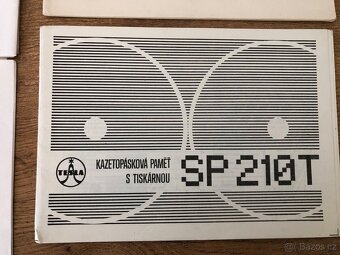 TESLA
KAZETOPÁSKOVÁ PAMĚŤ
S TISKÁRNOU
SP 210T
Bazos.cz